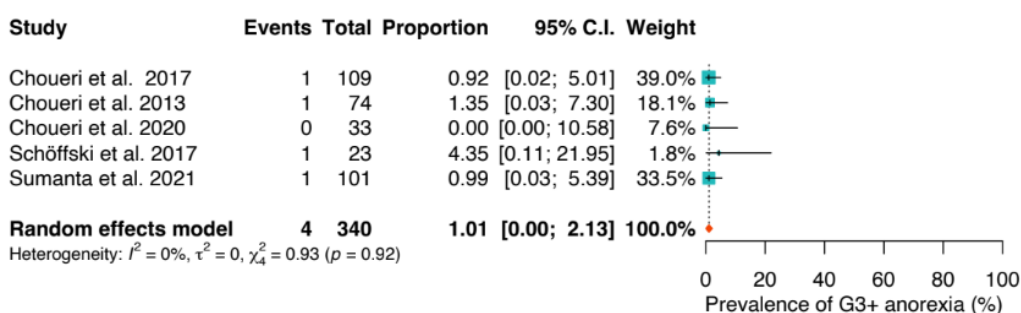 Study Events Total Proportion 95% C.I. Weight
Choueri et al. 2017 1 109 0.92 [0.02; 5.01] 39.0%
Choueri et al. 2013 1 74 1.35 [0.03; 7.30] 18.1%
Choueri et al. 2020 0 33 0.00 [0.00; 10.58] 7.6%
Schöffski et al. 2017 1 23 4.35 [0.11; 21.95] 1.8%
Sumanta et al. 2021 1 101 0.99 [0.03; 5.39] 33.5%
Random effects model 4 340 1.01 [0.00; 2.13] 100.0%
Heterogeneity: I² = 0%, τ² = 0, χ²₄ = 0.93 (p = 0.92)
0 20 40 60 80 100
Prevalence of G3+ anorexia (%)